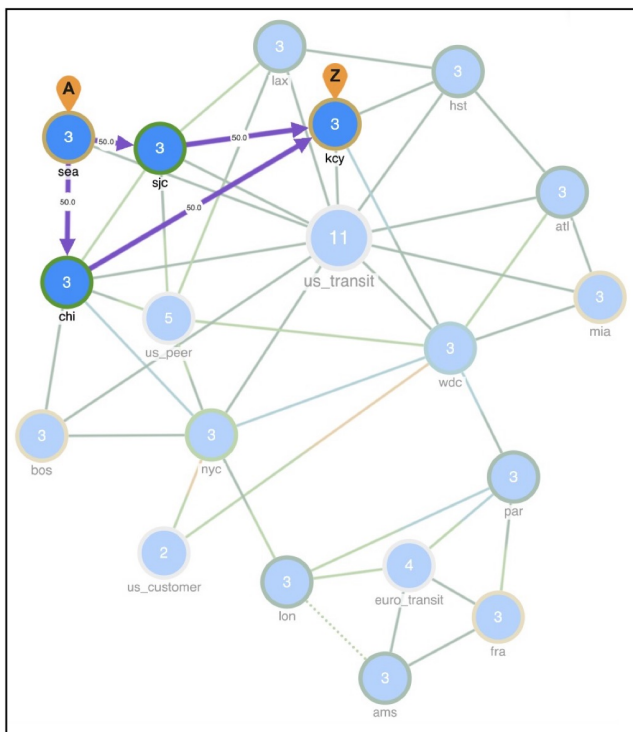 3
lax
3
hst
A
3
sea
50.0
3
sjc
50.0
Z
3
kcy
50.0
50.0
3
atl
11
us_transit
3
chi
5
us_peer
3
mia
3
wdc
3
bos
3
nyc
3
par
2
us_customer
3
lon
4
euro_transit
3
fra
3
ams